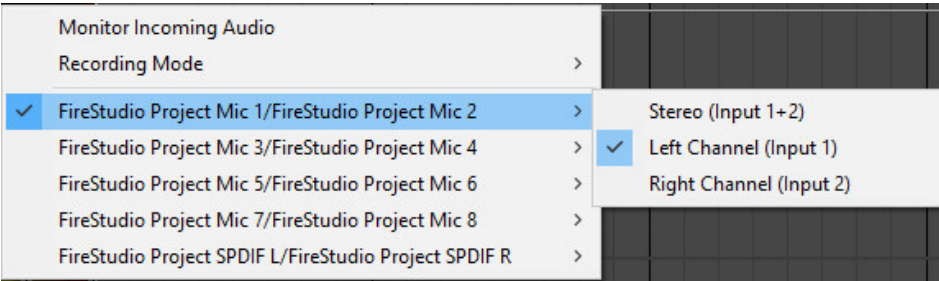 Monitor Incoming Audio
Recording Mode
FireStudio Project Mic 1/FireStudio Project Mic 2
FireStudio Project Mic 3/FireStudio Project Mic 4
FireStudio Project Mic 5/FireStudio Project Mic 6
FireStudio Project Mic 7/FireStudio Project Mic 8
FireStudio Project SPDIF L/FireStudio Project SPDIF R
Stereo (Input 1+2)
Left Channel (Input 1)
Right Channel (Input 2)